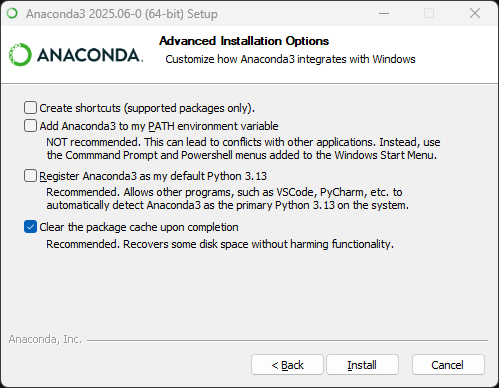 Anaconda3 2025.06-0 (64-bit) Setup
ANACONDA.
Advanced Installation Options
Customize how Anaconda3 integrates with Windows
Create shortcuts (supported packages only).
Add Anaconda3 to my PATH environment variable
NOT recommended. This can lead to conflicts with other applications. Instead, use
the Commmand Prompt and Powershell menus added to the Windows Start Menu.
Register Anaconda3 as my default Python 3.13
Recommended. Allows other programs, such as VSCode, PyCharm, etc. to
automatically detect Anaconda3 as the primary Python 3.13 on the system.
Clear the package cache upon completion
Recommended. Recovers some disk space without harming functionality.
Anaconda, Inc.
< Back
Install
Cancel